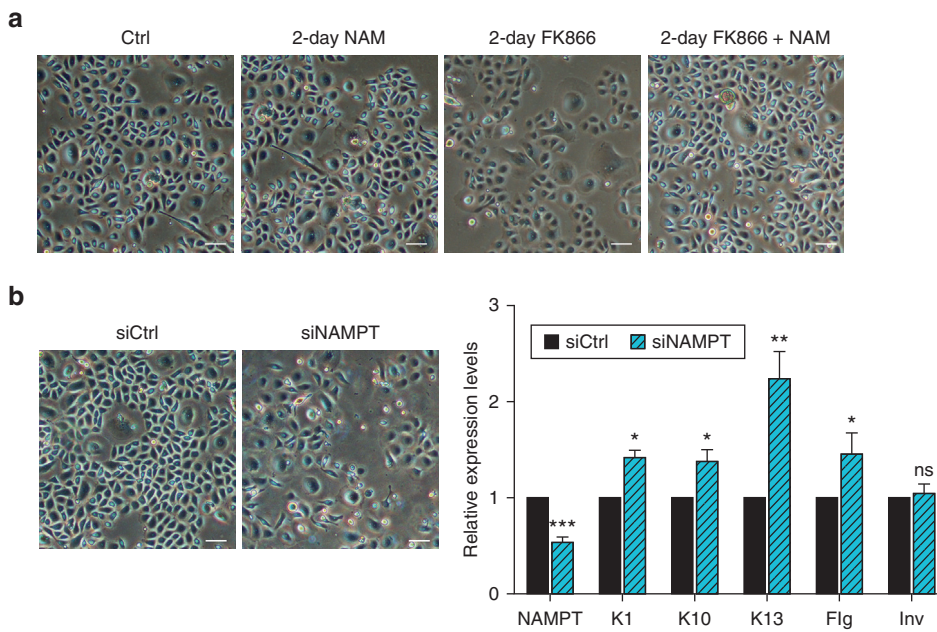 a
Ctrl
2-day NAM
2-day FK866
2-day FK866 + NAM
b
siCtrl
siNAMPT
Relative expression levels
3
2
1
0
siCtrl
siNAMPT
***
*
*
**
*
ns
NAMPT
K1
K10
K13
Flg
Inv